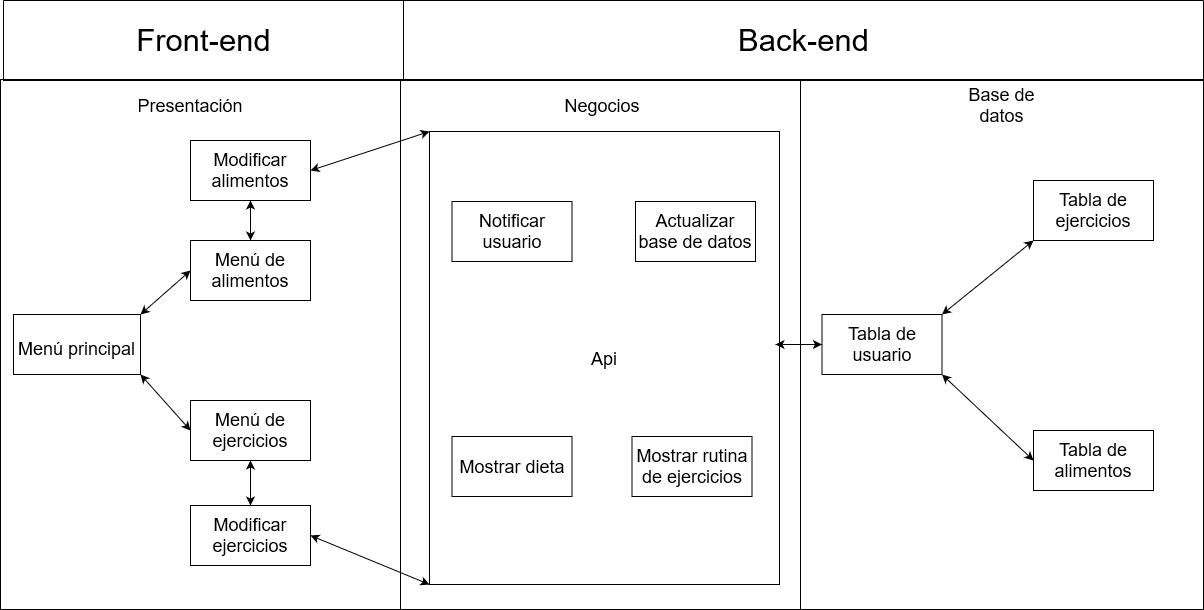 Front-end
Back-end
Presentación
Negocios
Base de
datos
Modificar
alimentos
Menú de
alimentos
Menú principal
Menú de
ejercicios
Modificar
ejercicios
Notificar
usuario
Actualizar
base de datos
Api
Mostrar dieta
Mostrar rutina
de ejercicios
Tabla de
ejercicios
Tabla de
usuario
Tabla de
alimentos